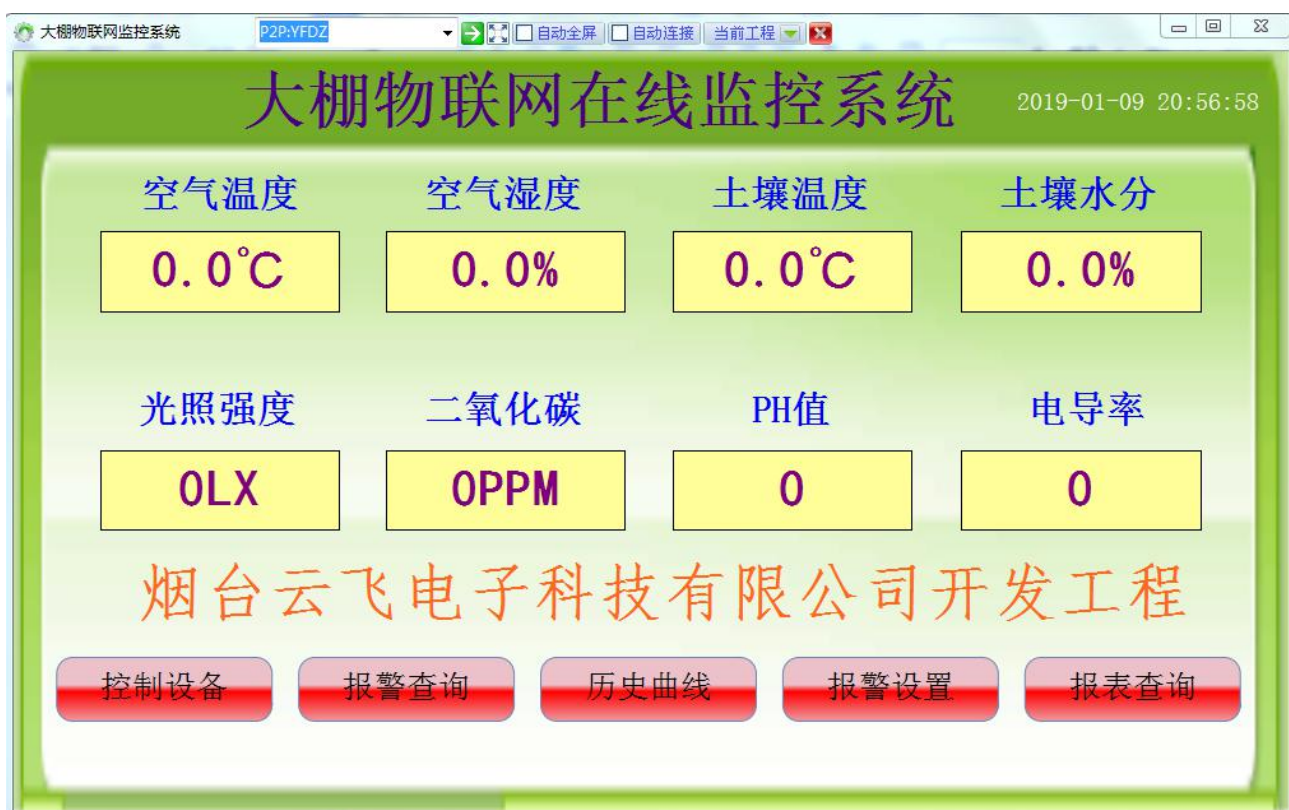 大棚物联网监控系统 P2P:YFDZ 自动全屏 自动连接 当前工程
大棚物联网在线监控系统 2019-01-09 20:56:58
空气温度 空气湿度 土壤温度 土壤水分
0.0℃ 0.0% 0.0℃ 0.0%
光照强度 二氧化碳 PH值 电导率
0LX 0PPM 0 0
烟台云飞电子科技有限公司开发工程
控制设备 报警查询 历史曲线 报警设置 报表查询